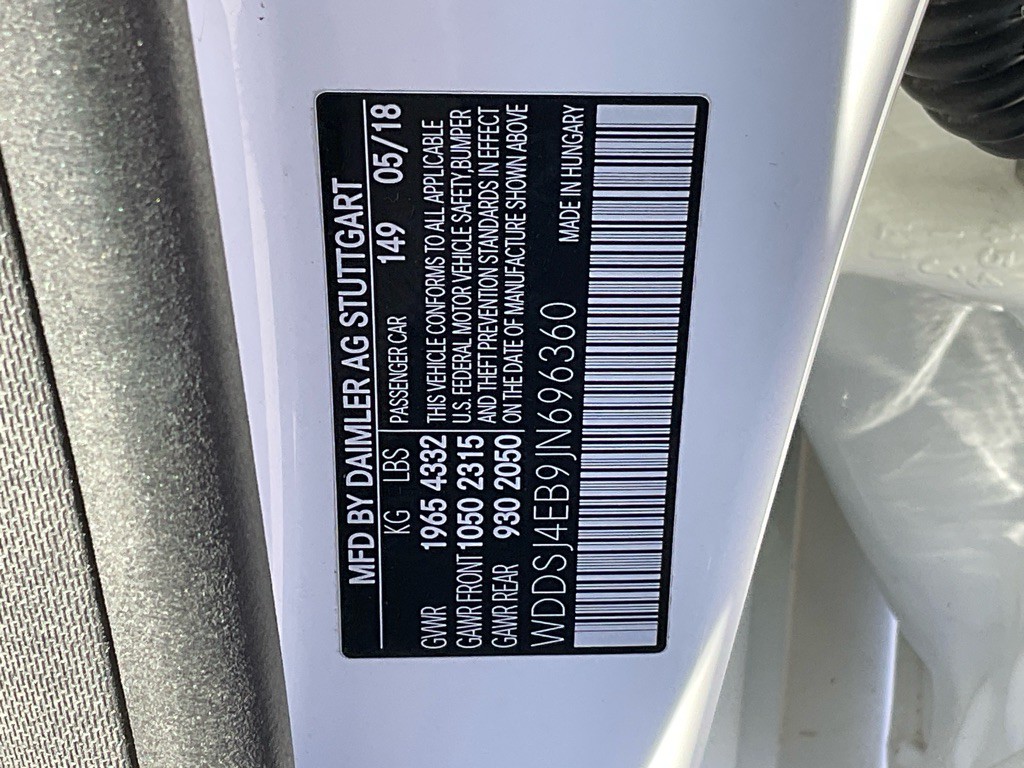 MFD BY DAIMLER AG STUTTGART
KG LBS PASSENGER CAR 149 05/18
GVWR 1965 4332 THIS VEHICLE CONFORMS TO ALL APPLICABLE
GAWR FRONT 1050 2315 U.S. FEDERAL MOTOR VEHICLE SAFETY,BUMPER
GAWR REAR 930 2050 AND THEFT PREVENTION STANDARDS IN EFFECT
ON THE DATE OF MANUFACTURE SHOWN ABOVE
WDDSJ4EB9JN696360 MADE IN HUNGARY